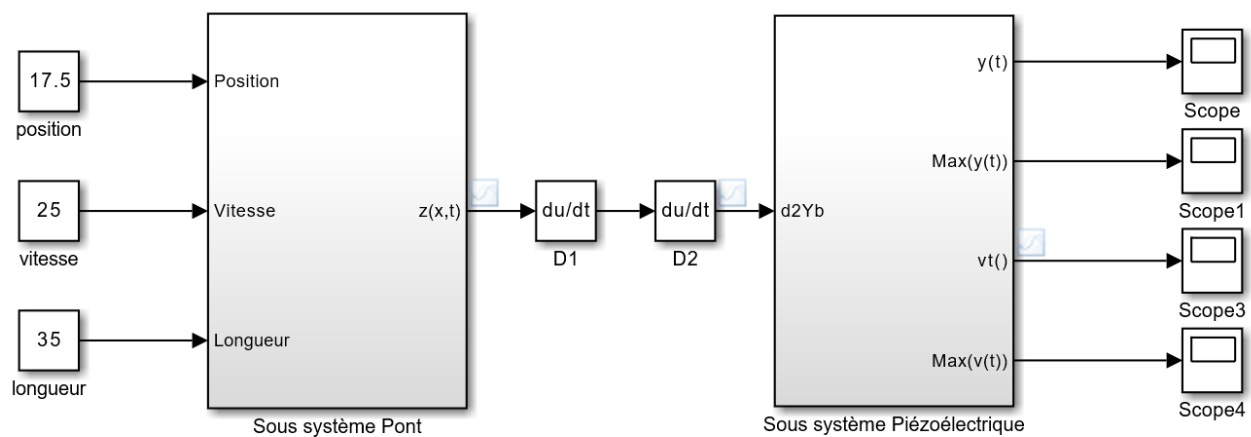 17.5
position
25
vitesse
35
longueur
Position
Vitesse
Longueur
z(x,t)
Sous système Pont
du/dt
D1
du/dt
D2
d2Yb
y(t)
Max(y(t))
vt()
Max(v(t))
Sous système Piézoélectrique
Scope
Scope1
Scope3
Scope4